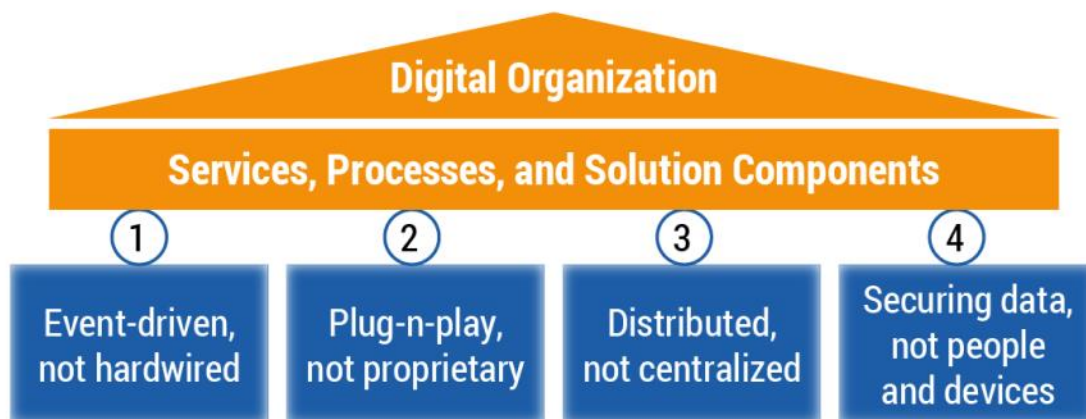 Digital Organization
Services, Processes, and Solution Components
1
2
3
4
Event-driven,
not hardwired
Plug-n-play,
not proprietary
Distributed,
not centralized
Securing data,
not people
and devices